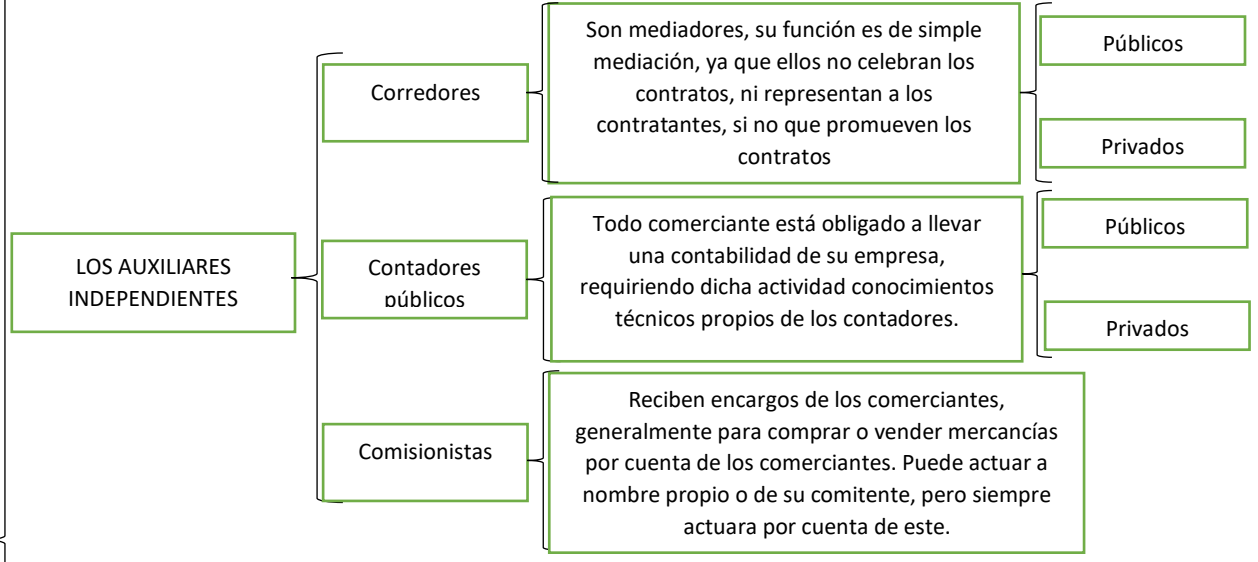 LOS AUXILIARES
INDEPENDIENTES
Corredores
Son mediadores, su función es de simple
mediación, ya que ellos no celebran los
contratos, ni representan a los
contratantes, si no que promueven los
contratos
Públicos
Privados
Contadores
públicos
Todo comerciante está obligado a llevar
una contabilidad de su empresa,
requiriendo dicha actividad conocimientos
técnicos propios de los contadores.
Públicos
Privados
Comisionistas
Reciben encargos de los comerciantes,
generalmente para comprar o vender mercancías
por cuenta de los comerciantes. Puede actuar a
nombre propio o de su comitente, pero siempre
actuara por cuenta de este.